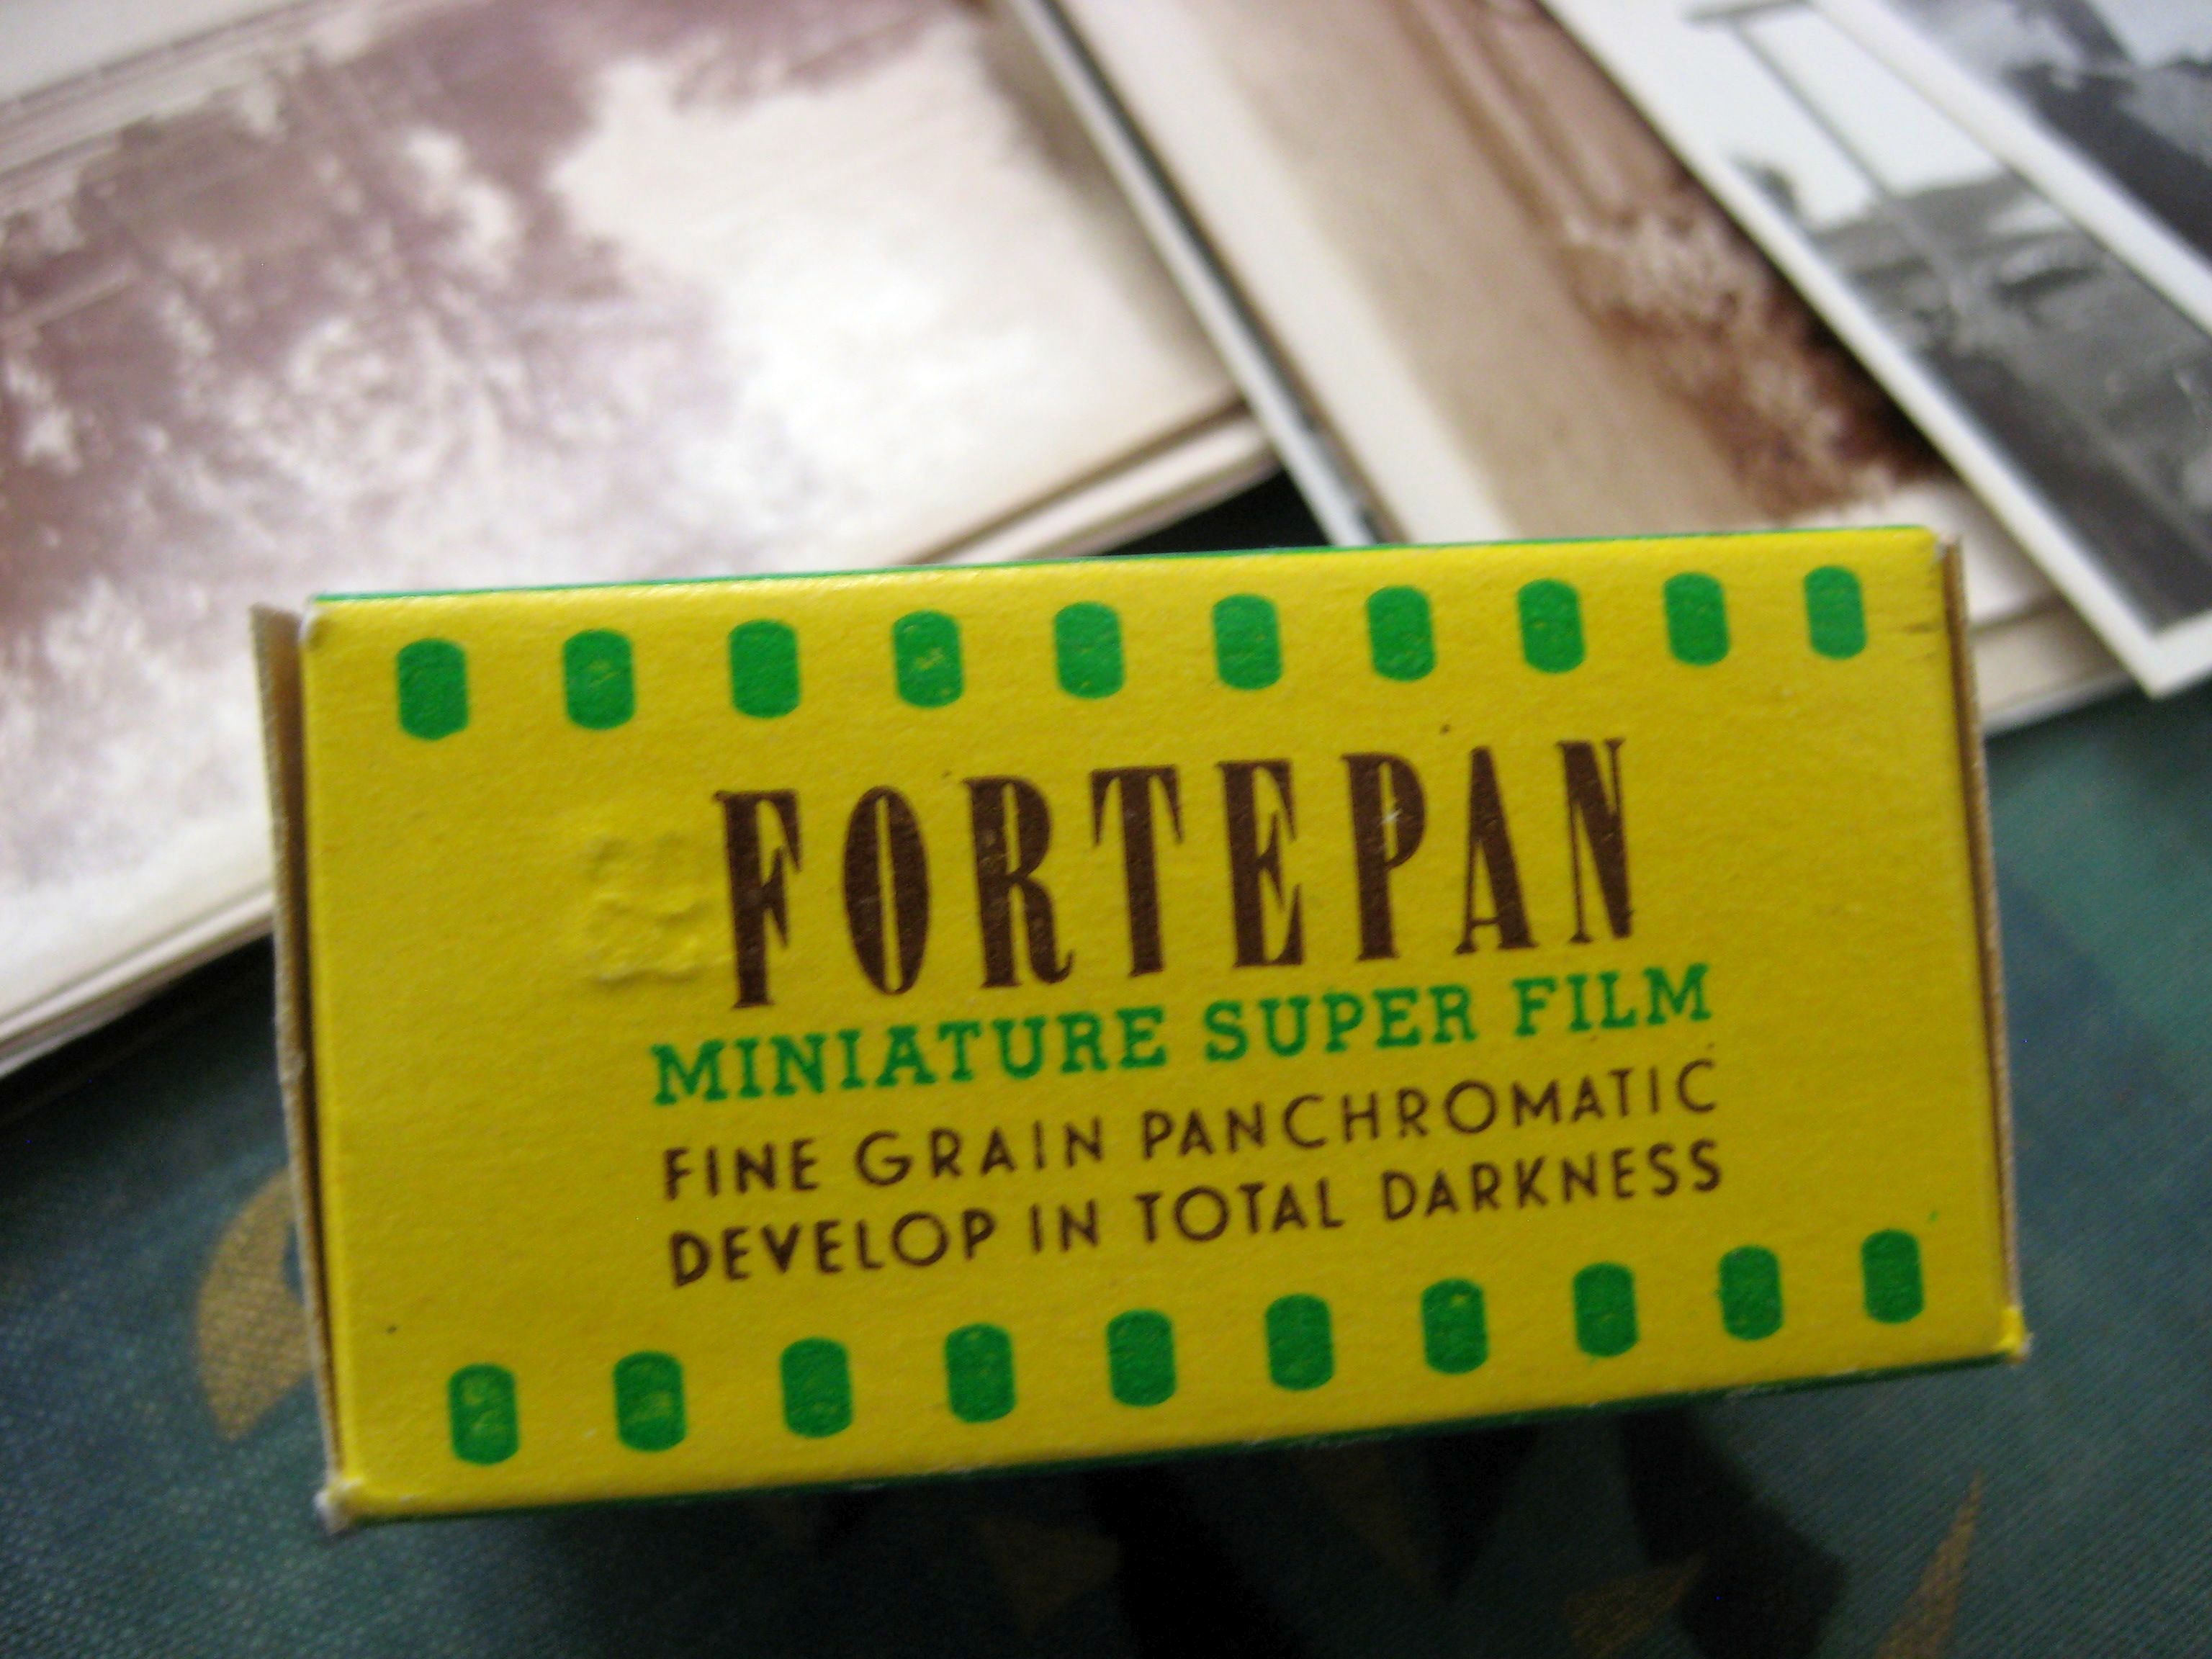 FORTEPAN
MINIATURE SUPER FILM
FINE GRAIN PANCHROMATIC
DEVELOP IN TOTAL DARKNESS